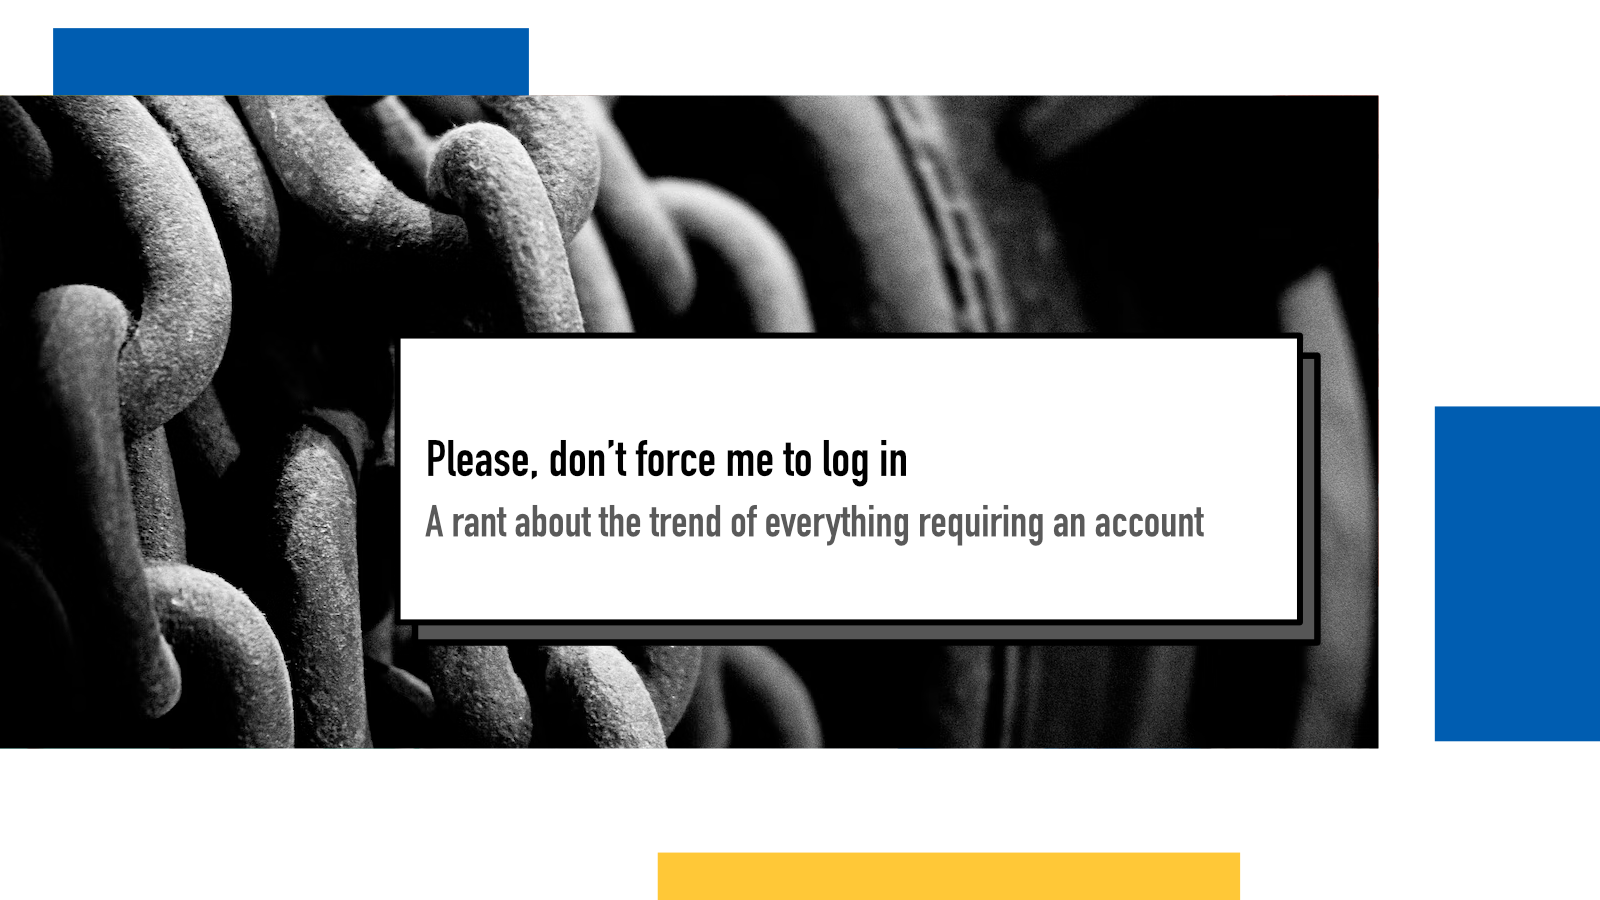 Please, don’t force me to log in
A rant about the trend of everything requiring an account